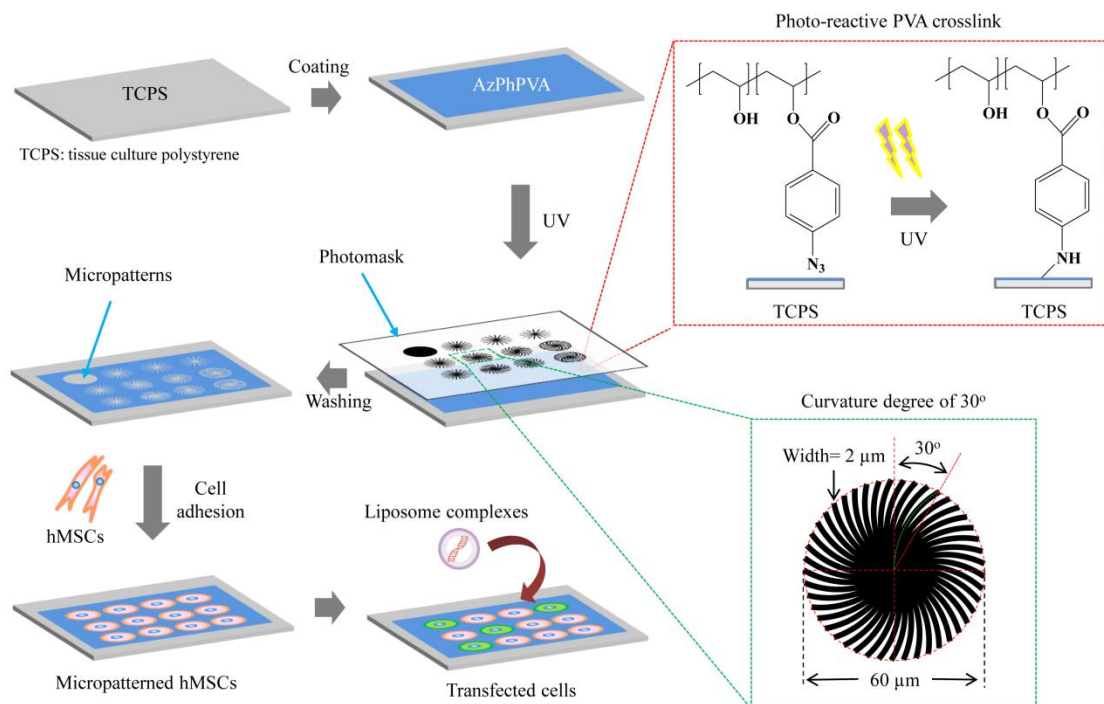 Photo-reactive PVA crosslink
Coating
TCPS
AzPhPVA
TCPS: tissue culture polystyrene
OH
O
O
N3
TCPS
UV
OH
O
O
NH
TCPS
UV
Photomask
Micropatterns
Washing
Curvature degree of 30°
30°
Width= 2 µm
60 µm
hMSCs
Cell
adhesion
Liposome complexes
Micropatterned hMSCs
Transfected cells